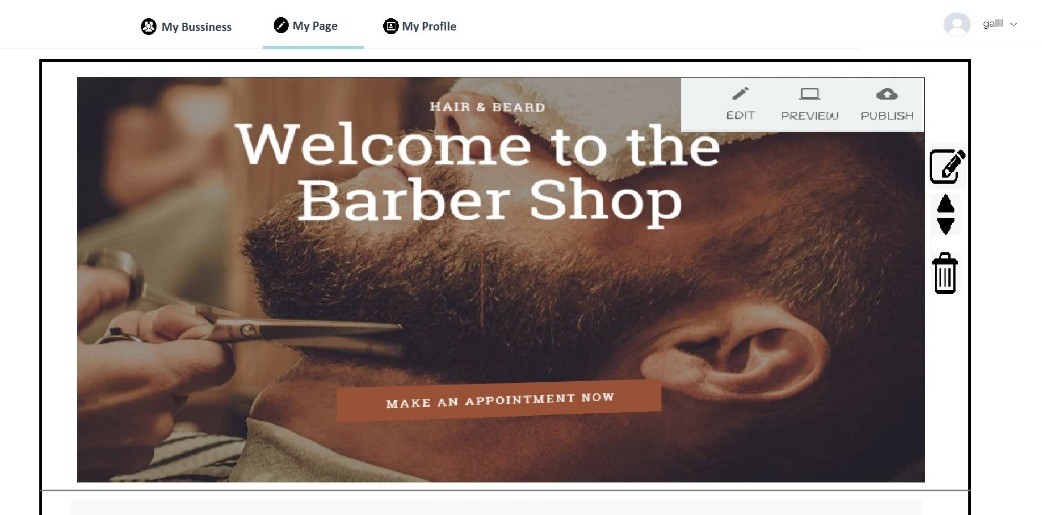 My Bussiness My Page My Profile galllll
HAIR & BEARD
EDIT PREVIEW PUBLISH
Welcome to the
Barber Shop
MAKE AN APPOINTMENT NOW